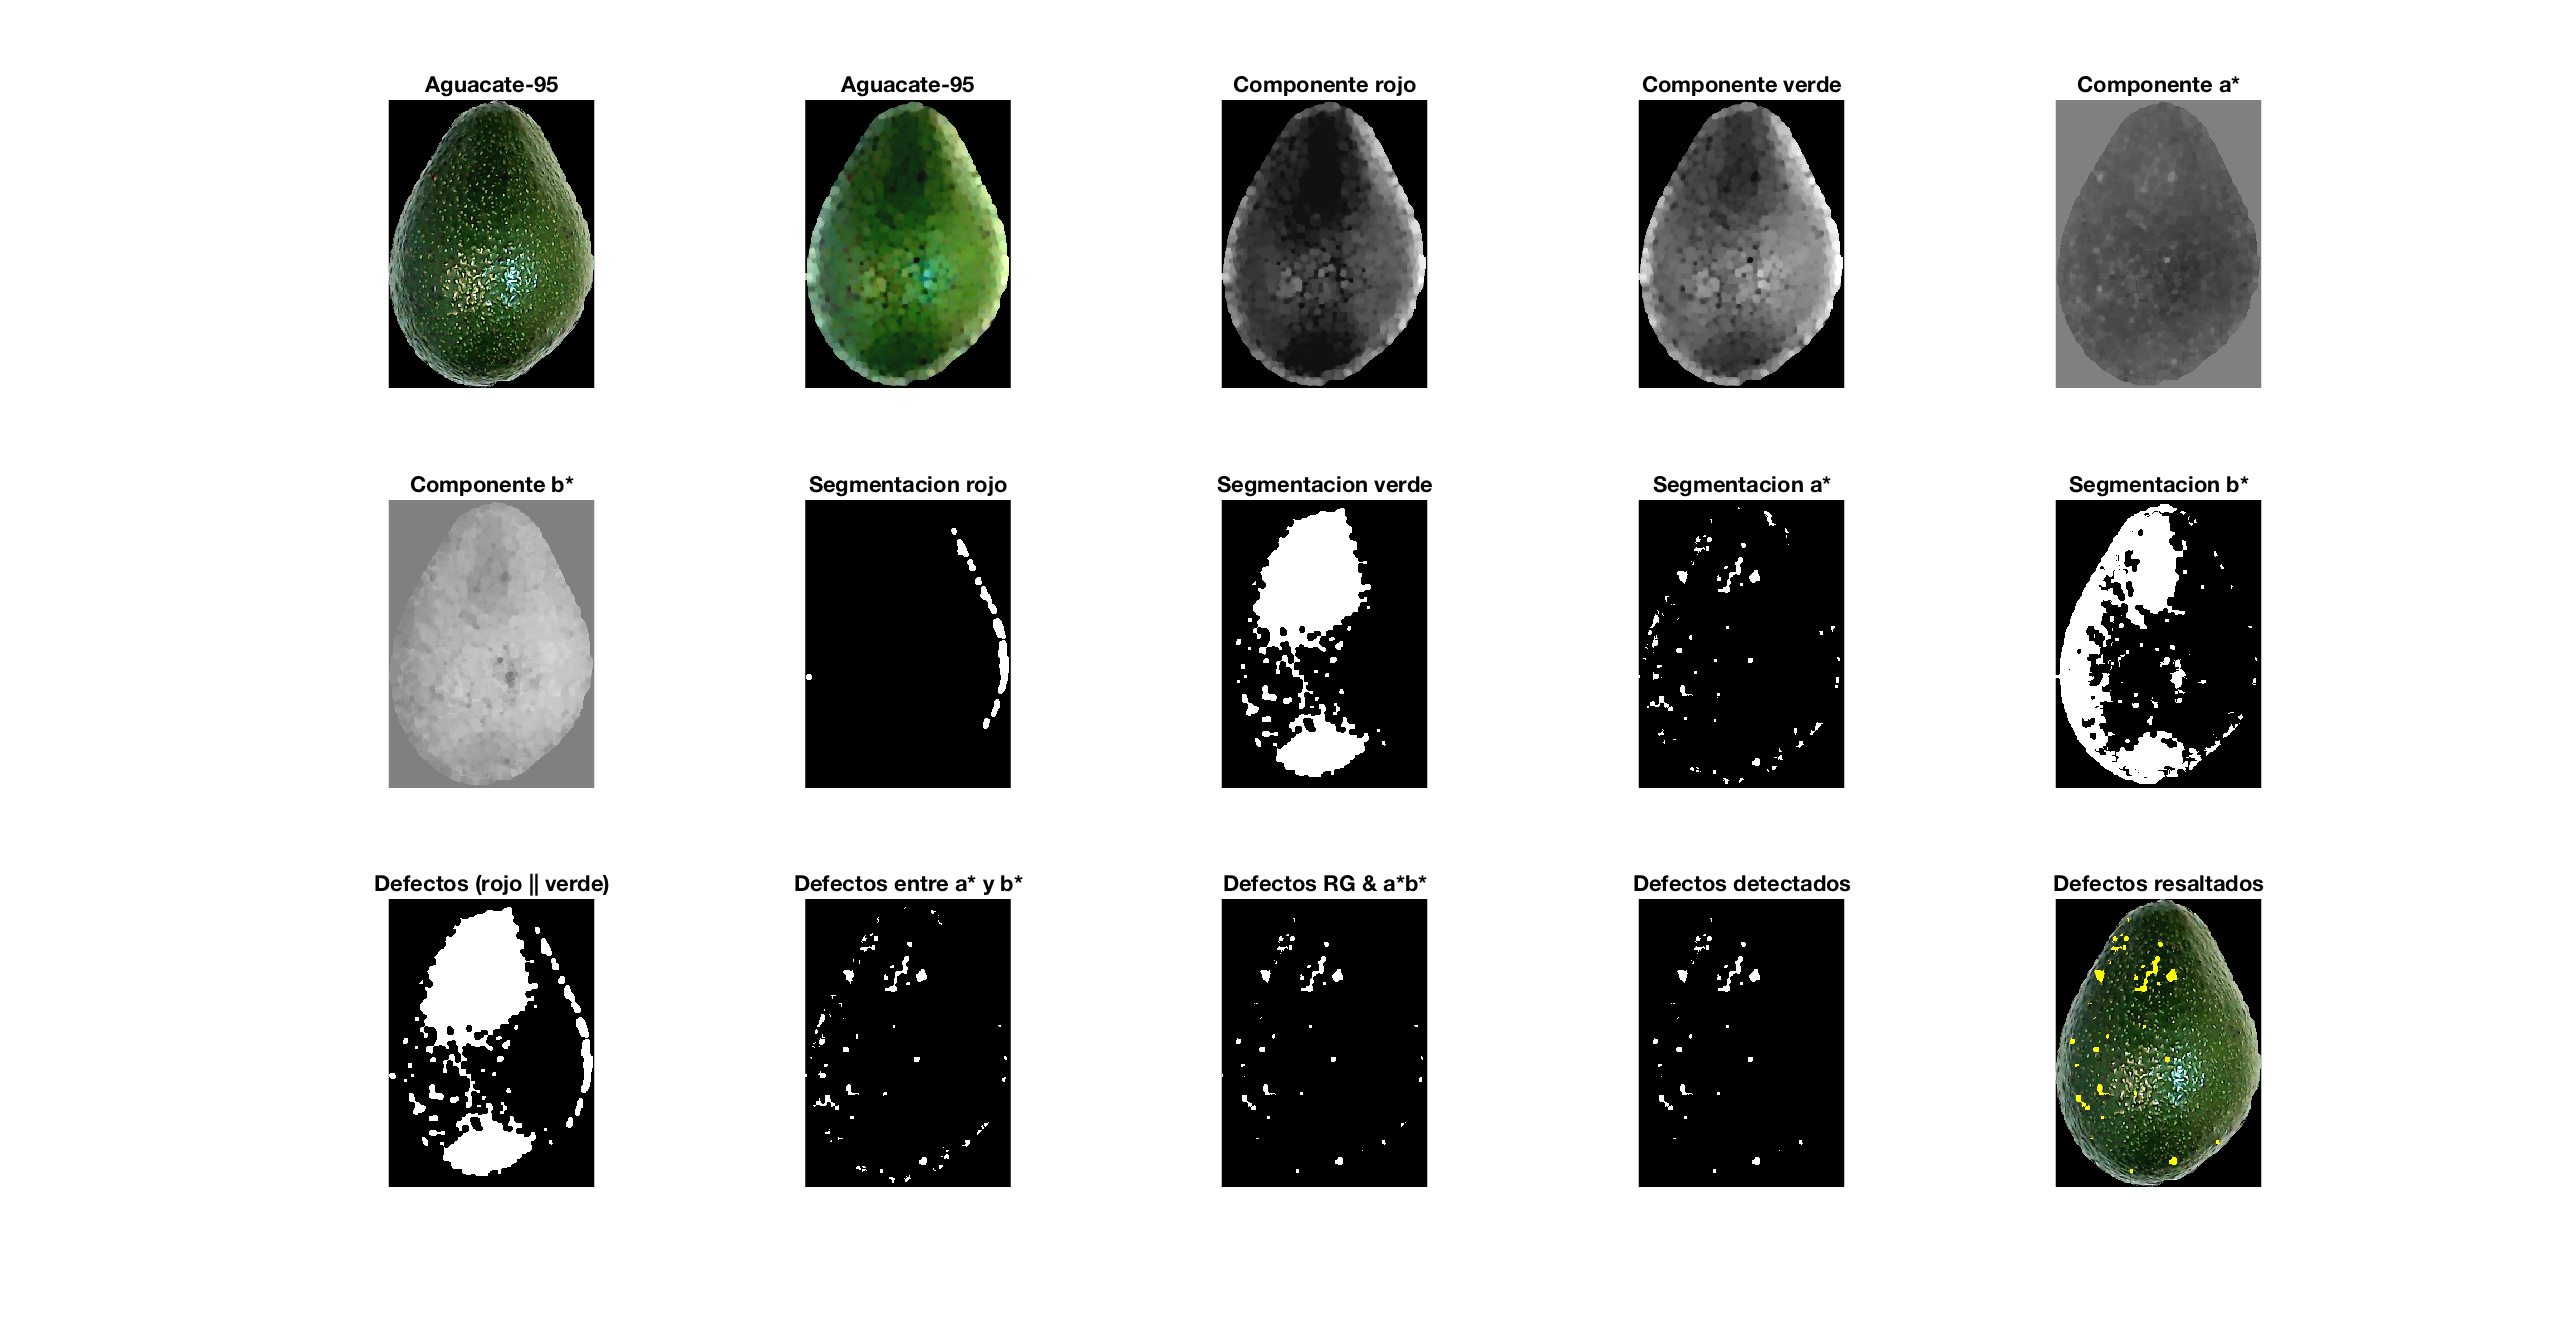 Aguacate-95
Aguacate-95
Componente rojo
Componente verde
Componente a*
Componente b*
Segmentacion rojo
Segmentacion verde
Segmentacion a*
Segmentacion b*
Defectos (rojo || verde)
Defectos entre a* y b*
Defectos RG & a*b*
Defectos detectados
Defectos resaltados